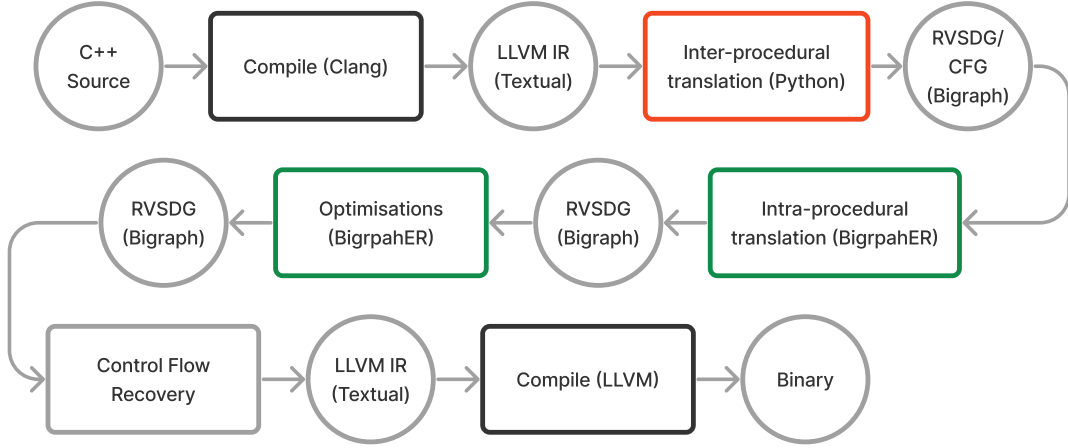 C++
Source
Compile (Clang)
LLVM IR
(Textual)
Inter-procedural
translation (Python)
RVSDG/
CFG
(Bigraph)
RVSDG
(Bigraph)
Optimisations
(BigrpahER)
RVSDG
(Bigraph)
Intra-procedural
translation (BigrpahER)
Control Flow
Recovery
LLVM IR
(Textual)
Compile (LLVM)
Binary